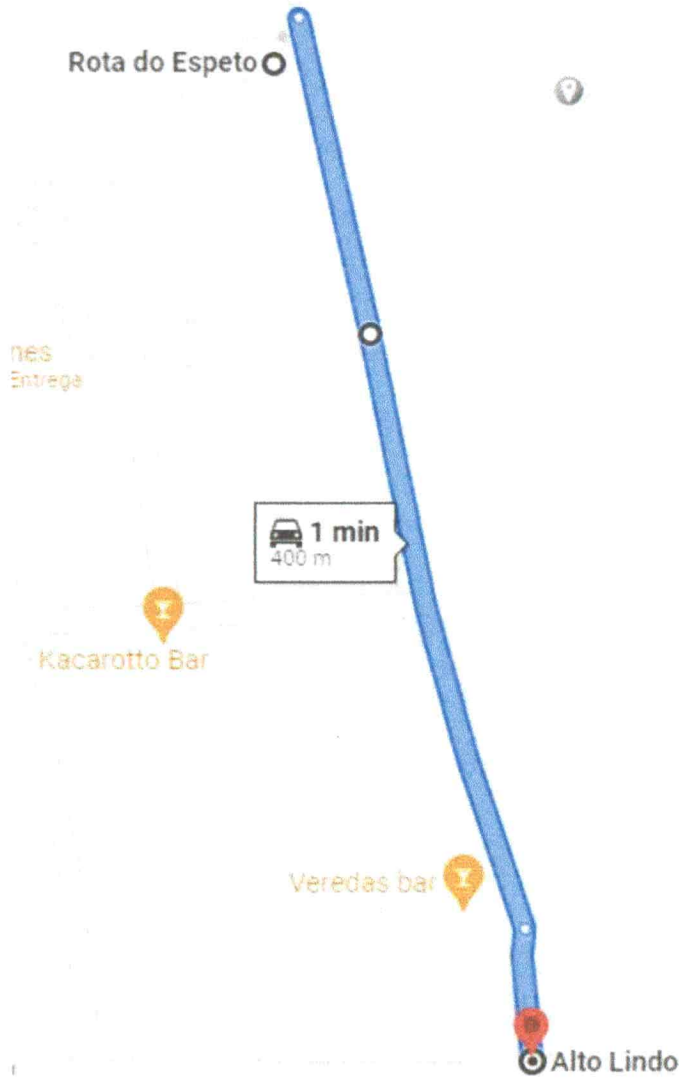 Rota do Espeto
nes
Entrega
1 min
400 m
Kacarotto Bar
Veredas bar
Alto Lindo